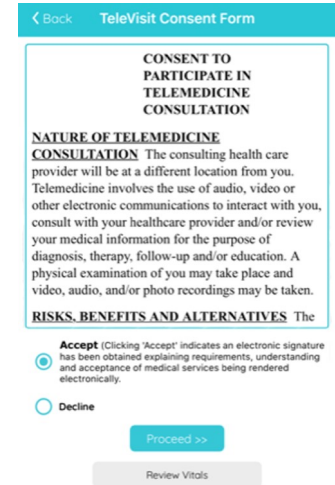 Back TeleVisit Consent Form
CONSENT TO
PARTICIPATE IN
TELEMEDICINE
CONSULTATION
NATURE OF TELEMEDICINE
CONSULTATION The consulting health care
provider will be at a different location from you.
Telemedicine involves the use of audio, video or
other electronic communications to interact with you,
consult with your healthcare provider and/or review
your medical information for the purpose of
diagnosis, therapy, follow-up and/or education. A
physical examination of you may take place and
video, audio, and/or photo recordings may be taken.
RISKS, BENEFITS AND ALTERNATIVES The
Accept (Clicking 'Accept' indicates an electronic signature
has been obtained explaining requirements, understanding
and acceptance of medical services being rendered
electronically.
Decline
Proceed >>
Review Vitals